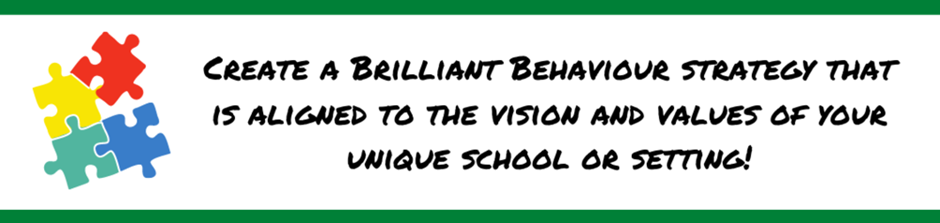 Create a Brilliant Behaviour strategy that
is aligned to the vision and values of your
unique school or setting!